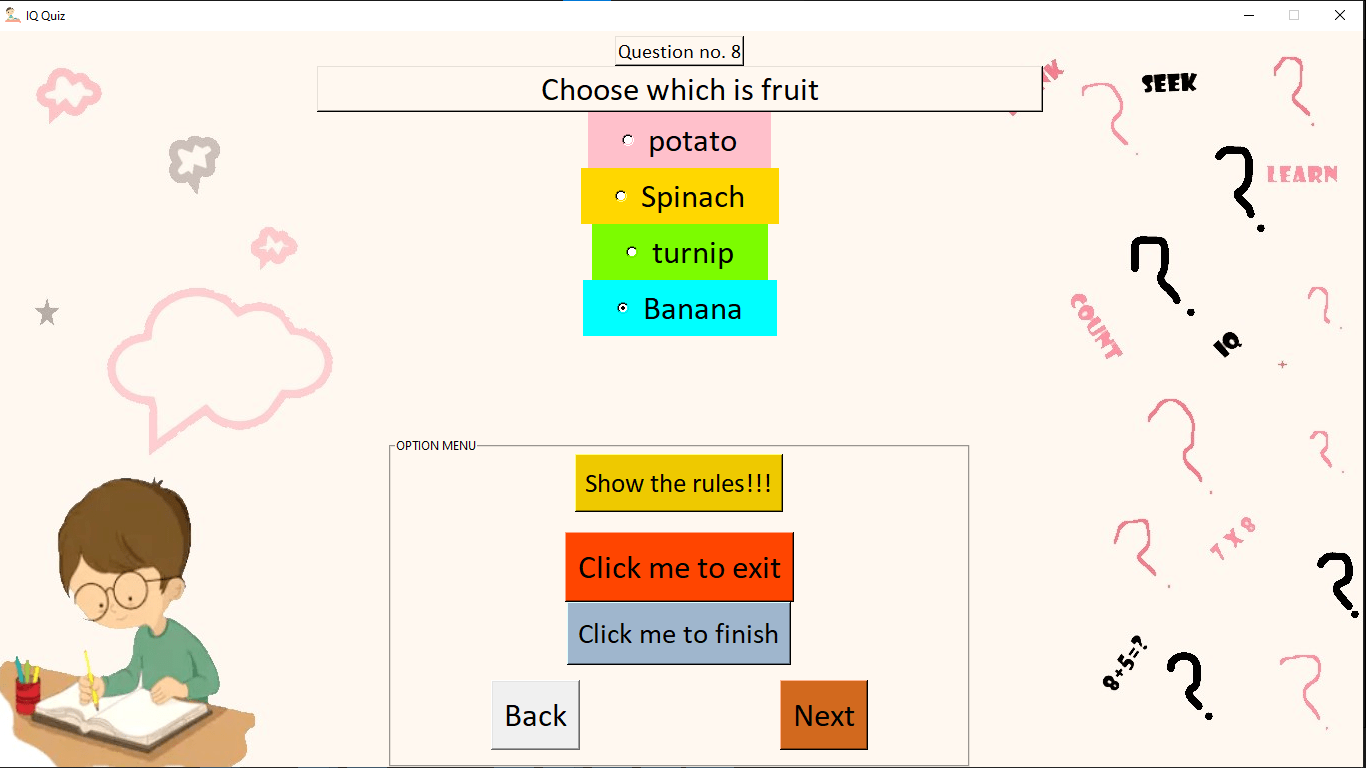 IQ Quiz
Question no. 8
Choose which is fruit
potato
Spinach
turnip
Banana
OPTION MENU
Show the rules!!!
Click me to exit
Click me to finish
Back
Next
SEEK
LEARN
COUNT
IQ
7 X 8
8+5=?